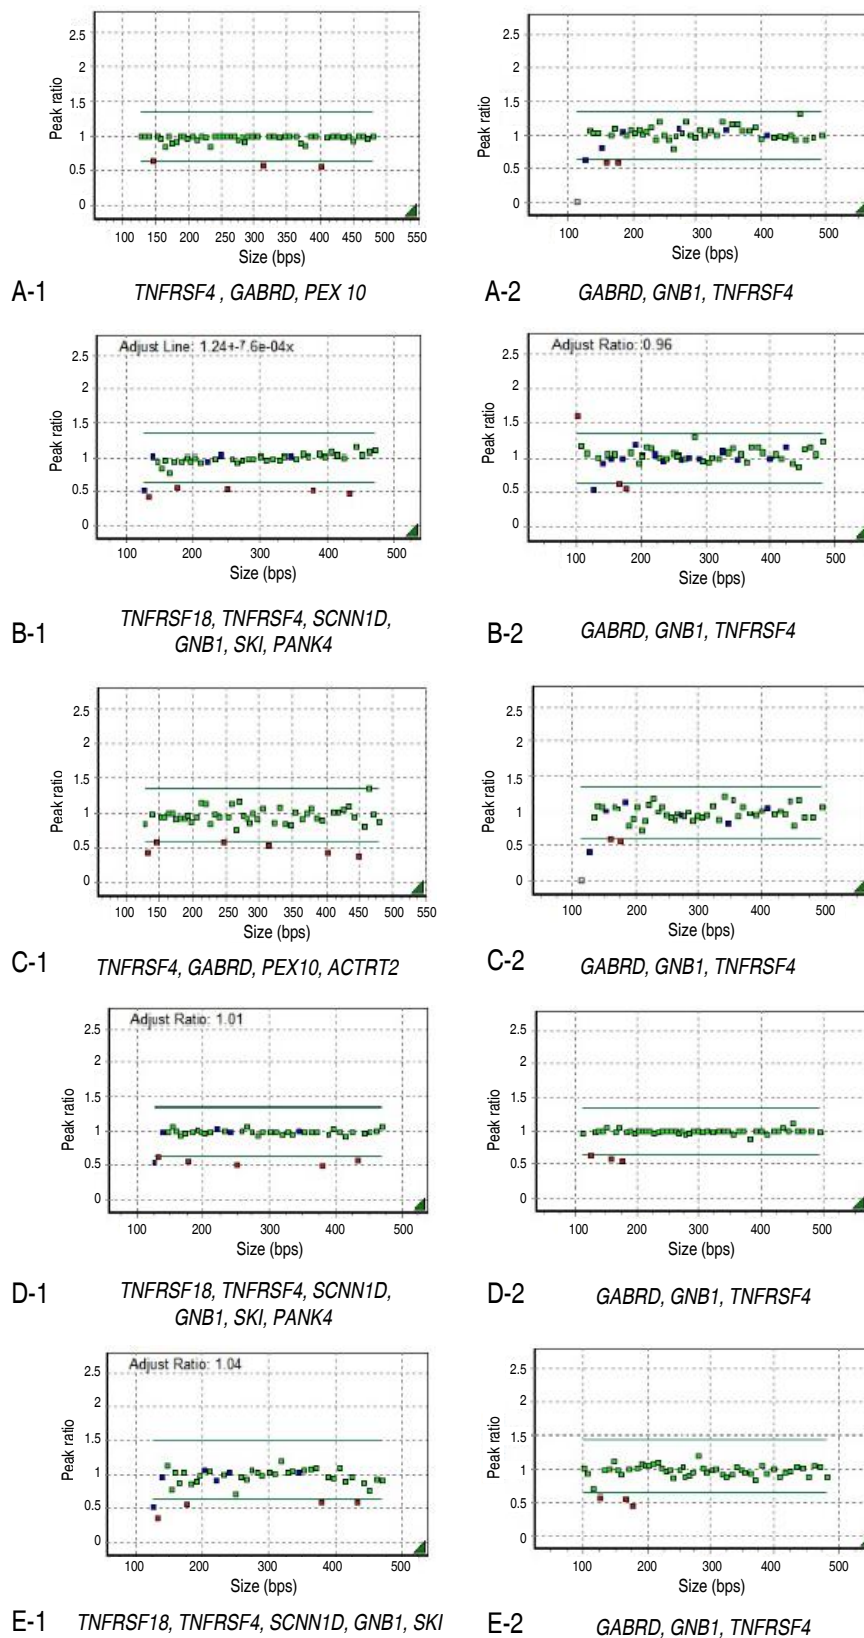 2.5
2
1.5
1
0.5
0
Peak ratio
100 150 200 250 300 350 400 450 500 550
Size (bps)
A-1 TNFRSF4 , GABRD, PEX 10
2.5
2
1.5
1
0.5
0
Peak ratio
100 200 300 400 500
Size (bps)
A-2 GABRD, GNB1, TNFRSF4
Adjust Line: 1.24+-7.6e-04x
2.5
2
1.5
1
0.5
0
Peak ratio
100 200 300 400 500
Size (bps)
B-1 TNFRSF18, TNFRSF4, SCNN1D,
GNB1, SKI, PANK4
Adjust Ratio: 0.96
2.5
2
1.5
1
0.5
0
Peak ratio
100 200 300 400 500
Size (bps)
B-2 GABRD, GNB1, TNFRSF4
2.5
2
1.5
1
0.5
0
Peak ratio
100 150 200 250 300 350 400 450 500 550
Size (bps)
C-1 TNFRSF4, GABRD, PEX10, ACTRT2
2.5
2
1.5
1
0.5
0
Peak ratio
100 200 300 400 500
Size (bps)
C-2 GABRD, GNB1, TNFRSF4
Adjust Ratio: 1.01
2.5
2
1.5
1
0.5
0
Peak ratio
100 200 300 400 500
Size (bps)
D-1 TNFRSF18, TNFRSF4, SCNN1D,
GNB1, SKI, PANK4
2.5
2
1.5
1
0.5
0
Peak ratio
100 200 300 400 500
Size (bps)
D-2 GABRD, GNB1, TNFRSF4
Adjust Ratio: 1.04
2.5
2
1.5
1
0.5
0
Peak ratio
100 200 300 400 500
Size (bps)
E-1 TNFRSF18, TNFRSF4, SCNN1D, GNB1, SKI
2.5
2
1.5
1
0.5
0
Peak ratio
100 200 300 400 500
Size (bps)
E-2 GABRD, GNB1, TNFRSF4